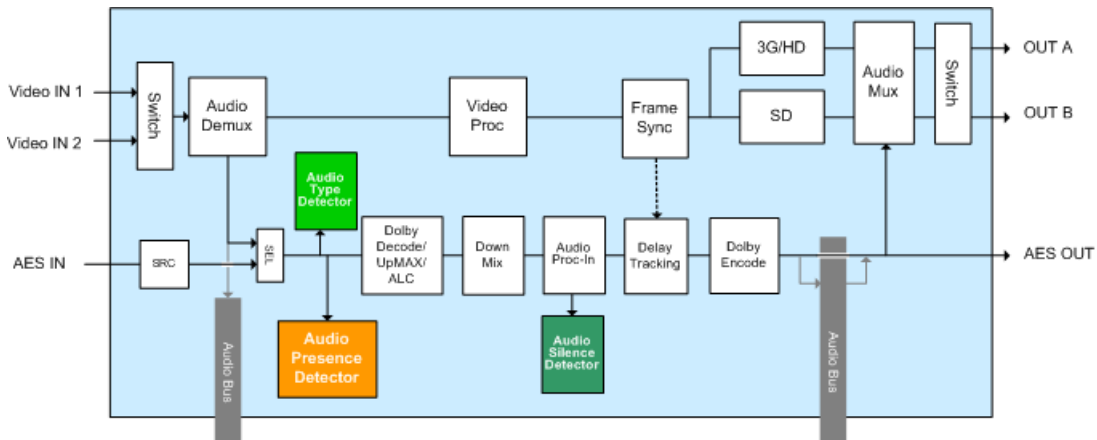 3G/HD
OUT A
Video IN 1
Switch
Audio
Demux
Video
Proc
Frame
Sync
SD
Audio
Mux
Switch
OUT B
Video IN 2
Audio
Type
Detector
AES IN
SRC
SEL
Dolby
Decode/
UpMAX/
ALC
Down
Mix
Audio
Proc-In
Delay
Tracking
Dolby
Encode
AES OUT
Audio
Presence
Detector
Audio
Silence
Detector
Audio Bus
Audio Bus